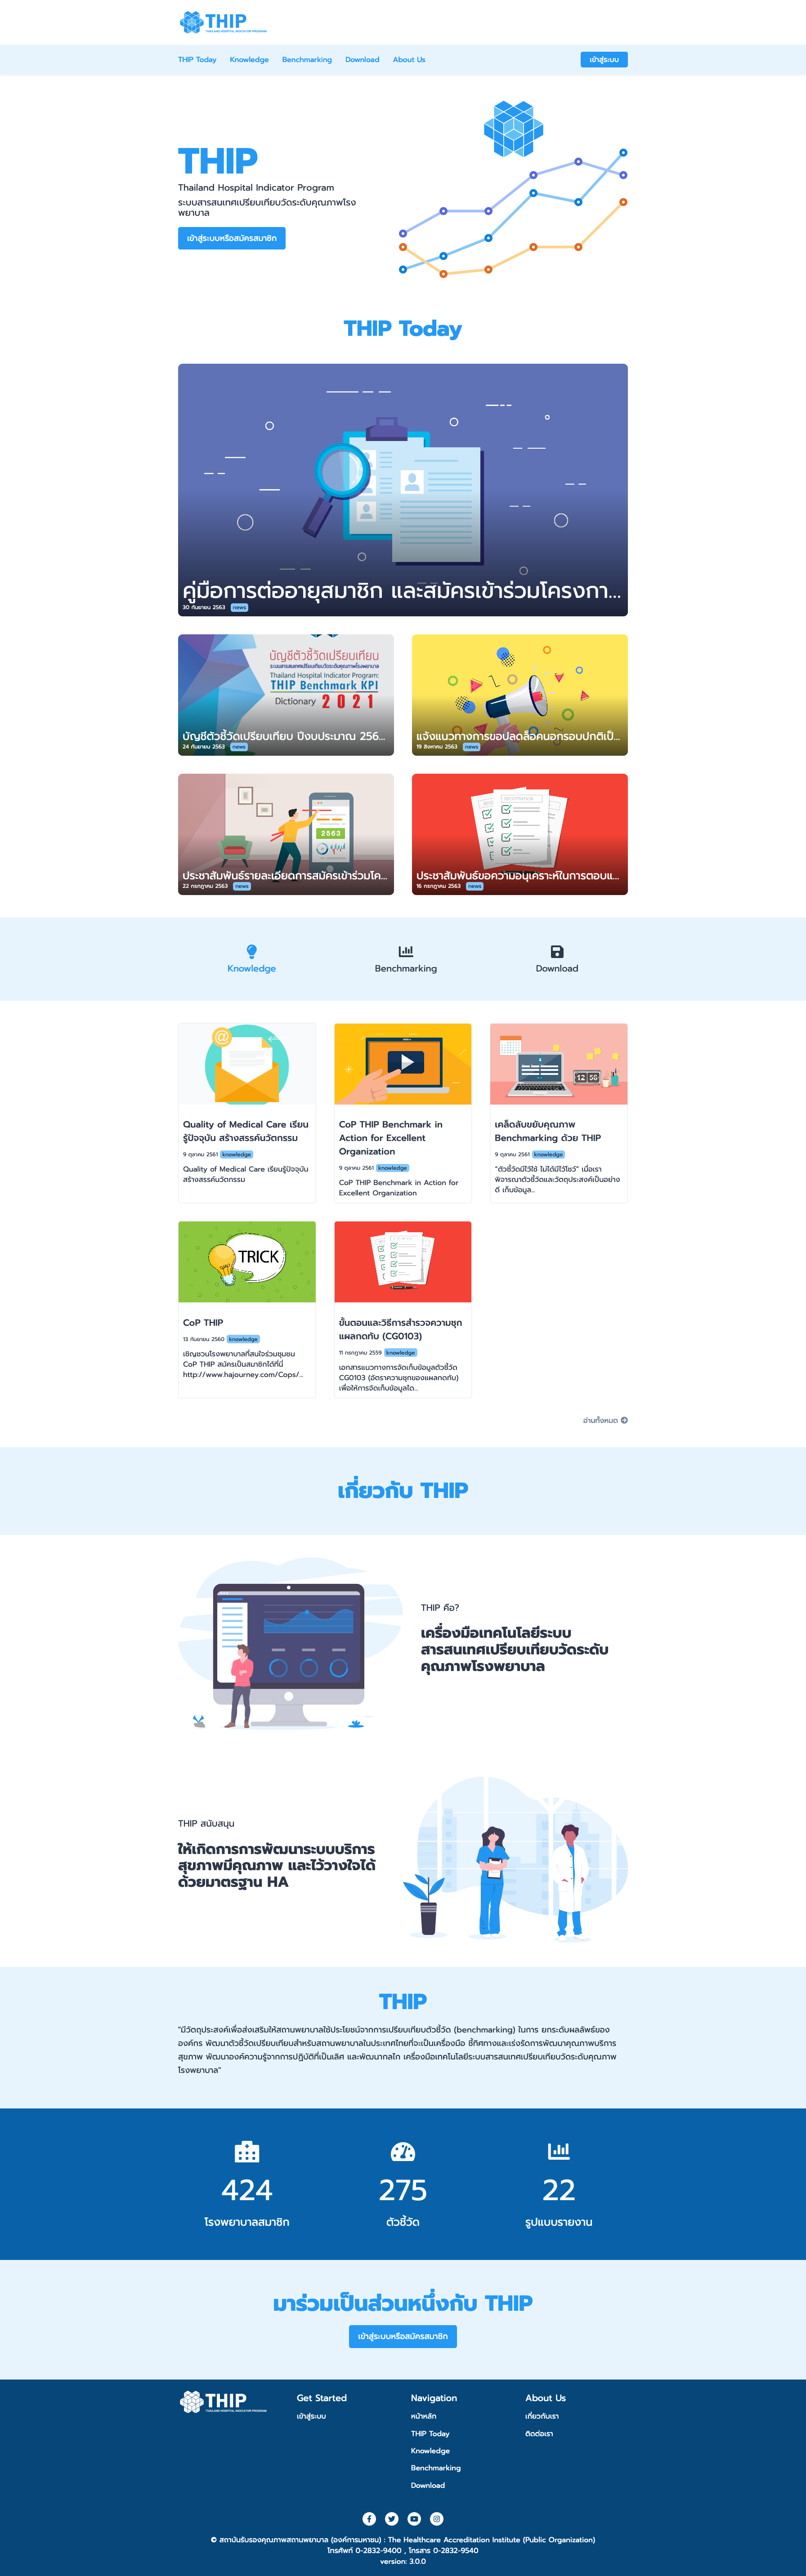 THIP
THAILAND HOSPITAL INDICATOR PROGRAM
THIP Today
Knowledge
Benchmarking
Download
About Us
เข้าสู่ระบบ
THIP
Thailand Hospital Indicator Program
ระบบสารสนเทศเปรียบเทียบวัดระดับคุณภาพโรง
พยาบาล
เข้าสู่ระบบหรือสมัครสมาชิก
THIP Today
คู่มือการต่ออายุสมาชิก และสมัครเข้าร่วมโครงกา...
30 กันยายน 2563 news
บัญชีตัวชี้วัดเปรียบเทียบ
ระบบสารสนเทศเปรียบเทียบวัดระดับคุณภาพโรงพยาบาล
Thailand Hospital Indicator Program:
THIP Benchmark KPI
Dictionary 2021
บัญชีตัวชี้วัดเปรียบเทียบ ปีงบประมาณ 256...
24 กันยายน 2563 news
แจ้งแนวทางการขอปลดล็อคนอกรอบปกติเป็...
19 สิงหาคม 2563 news
2563
ประชาสัมพันธ์รายละเอียดการสมัครเข้าร่วมโค...
22 กรกฎาคม 2563 news
ประชาสัมพันธ์ขอความอนุเคราะห์ในการตอบแ...
16 กรกฎาคม 2563 news
Knowledge
Benchmarking
Download
Quality of Medical Care เรียน
รู้ปัจจุบัน สร้างสรรค์นวัตกรรม
9 ตุลาคม 2561 knowledge
Quality of Medical Care เรียนรู้ปัจจุบัน
สร้างสรรค์นวัตกรรม
CoP THIP Benchmark in
Action for Excellent
Organization
9 ตุลาคม 2561 knowledge
CoP THIP Benchmark in Action for
Excellent Organization
12 56
เคล็ดลับขยับคุณภาพ
Benchmarking ด้วย THIP
9 ตุลาคม 2561 knowledge
"ตัวชี้วัดมีไว้ใช้ ไม่ได้มีไว้โชว์" เมื่อเรา
พิจารณาตัวชี้วัดและวัตถุประสงค์เป็นอย่าง
ดี เก็บข้อมูล...
TRICK
CoP THIP
13 กันยายน 2560 knowledge
เชิญชวนโรงพยาบาลที่สนใจร่วมชุมชน
CoP THIP สมัครเป็นสมาชิกได้ที่นี่
http://www.hajourney.com/Cops/...
ขั้นตอนและวิธีการสำรวจความชุก
แผลกดทับ (CG0103)
11 กรกฎาคม 2559 knowledge
เอกสารแนวทางการจัดเก็บข้อมูลตัวชี้วัด
CG0103 (อัตราความชุกของแผลกดทับ)
เพื่อให้การจัดเก็บข้อมูลได...
อ่านทั้งหมด
เกี่ยวกับ THIP
THIP คือ?
เครื่องมือเทคโนโลยีระบบ
สารสนเทศเปรียบเทียบวัดระดับ
คุณภาพโรงพยาบาล
THIP สนับสนุน
ให้เกิดการการพัฒนาระบบบริการ
สุขภาพมีคุณภาพ และไว้วางใจได้
ด้วยมาตรฐาน HA
THIP
"มีวัตถุประสงค์เพื่อส่งเสริมให้สถานพยาบาลใช้ประโยชน์จากการเปรียบเทียบตัวชี้วัด (benchmarking) ในการ ยกระดับผลลัพธ์ของ
องค์กร พัฒนาตัวชี้วัดเปรียบเทียบสำหรับสถานพยาบาลในประเทศไทยที่จะเป็นเครื่องมือ ชี้ทิศทางและเร่งรัดการพัฒนาคุณภาพบริการ
สุขภาพ พัฒนาองค์ความรู้จากการปฏิบัติที่เป็นเลิศ และพัฒนากลไก เครื่องมือเทคโนโลยีระบบสารสนเทศเปรียบเทียบวัดระดับคุณภาพ
โรงพยาบาล"
424
โรงพยาบาลสมาชิก
275
ตัวชี้วัด
22
รูปแบบรายงาน
มาร่วมเป็นส่วนหนึ่งกับ THIP
เข้าสู่ระบบหรือสมัครสมาชิก
THIP
THAILAND HOSPITAL INDICATOR PROGRAM
Get Started
เข้าสู่ระบบ
Navigation
หน้าหลัก
THIP Today
Knowledge
Benchmarking
Download
About Us
เกี่ยวกับเรา
ติดต่อเรา
© สถาบันรับรองคุณภาพสถานพยาบาล (องค์การมหาชน) : The Healthcare Accreditation Institute (Public Organization)
โทรศัพท์ 0-2832-9400 , โทรสาร 0-2832-9540
version: 3.0.0